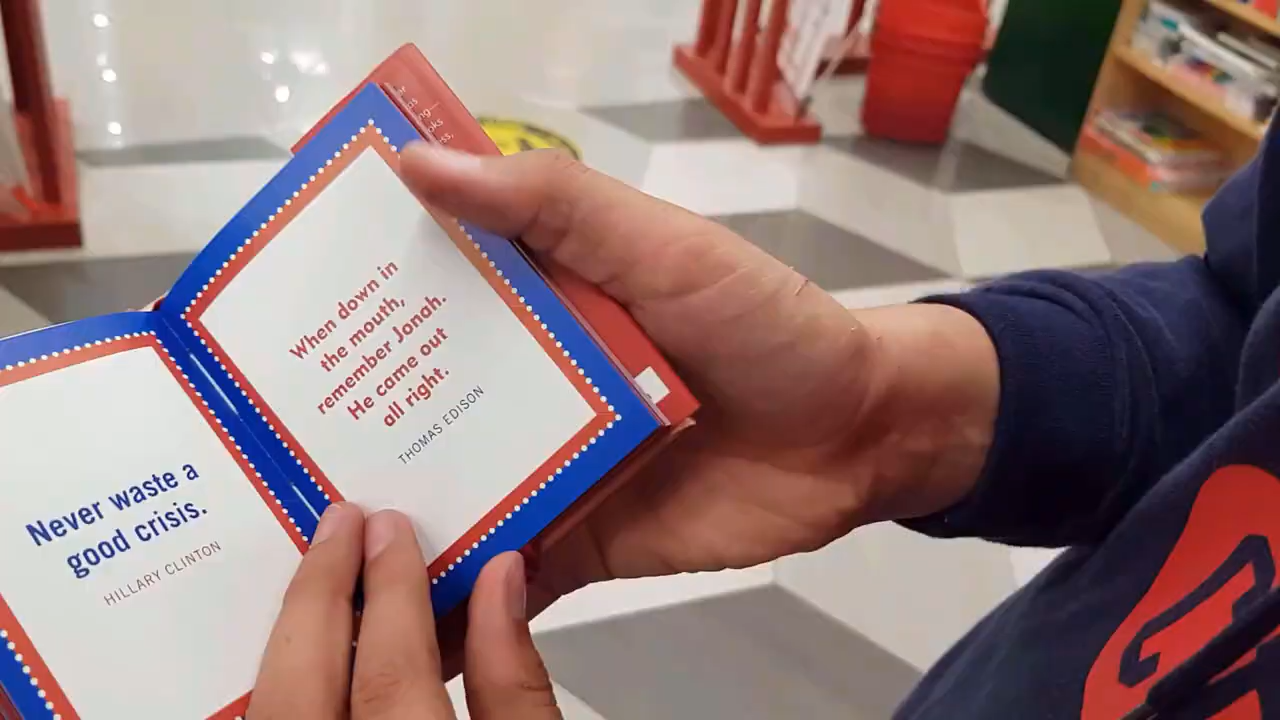 Never waste a
good crisis.
HILLARY CLINTON
When down in
the mouth,
remember Jonah.
He came out
all right.
THOMAS EDISON